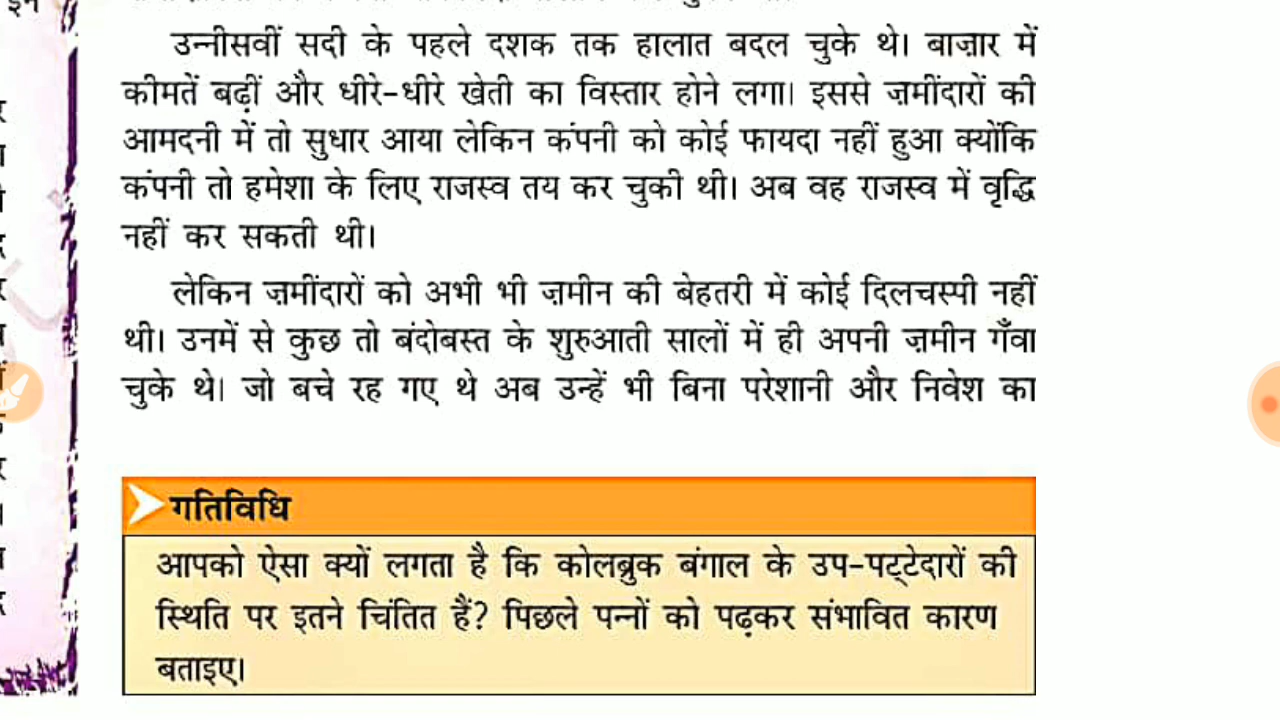 उन्नीसवीं सदी के पहले दशक तक हालात बदल चुके थे। बाज़ार में
कीमतें बढ़ीं और धीरे-धीरे खेती का विस्तार होने लगा। इससे ज़मींदारों की
आमदनी में तो सुधार आया लेकिन कंपनी को कोई फायदा नहीं हुआ क्योंकि
कंपनी तो हमेशा के लिए राजस्व तय कर चुकी थी। अब वह राजस्व में वृद्धि
नहीं कर सकती थी।
लेकिन ज़मींदारों को अभी भी ज़मीन की बेहतरी में कोई दिलचस्पी नहीं
थी। उनमें से कुछ तो बंदोबस्त के शुरुआती सालों में ही अपनी ज़मीन गँवा
चुके थे। जो बचे रह गए थे अब उन्हें भी बिना परेशानी और निवेश का
गतिविधि
आपको ऐसा क्यों लगता है कि कोलब्रुक बंगाल के उप-पट्टेदारों की
स्थिति पर इतने चिंतित हैं? पिछले पन्नों को पढ़कर संभावित कारण
बताइए।